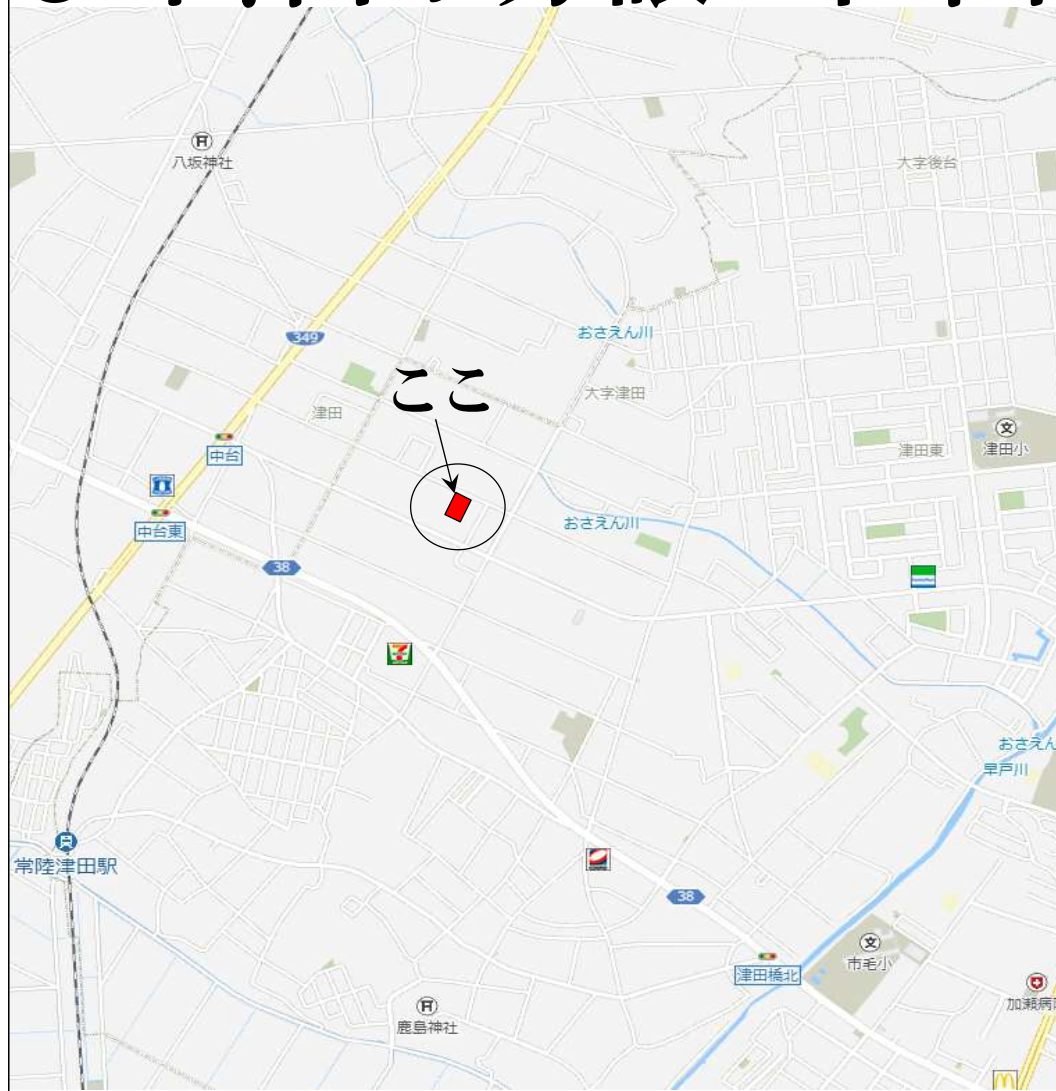 八坂神社
大字後台
349
おさえん川
ここ
大字津田
津田
中台
津田東
津田小
中台東
おさえん川
38
おさえん
早戸川
常陸津田駅
38
市毛小
津田橋北
加瀬病
鹿島神社